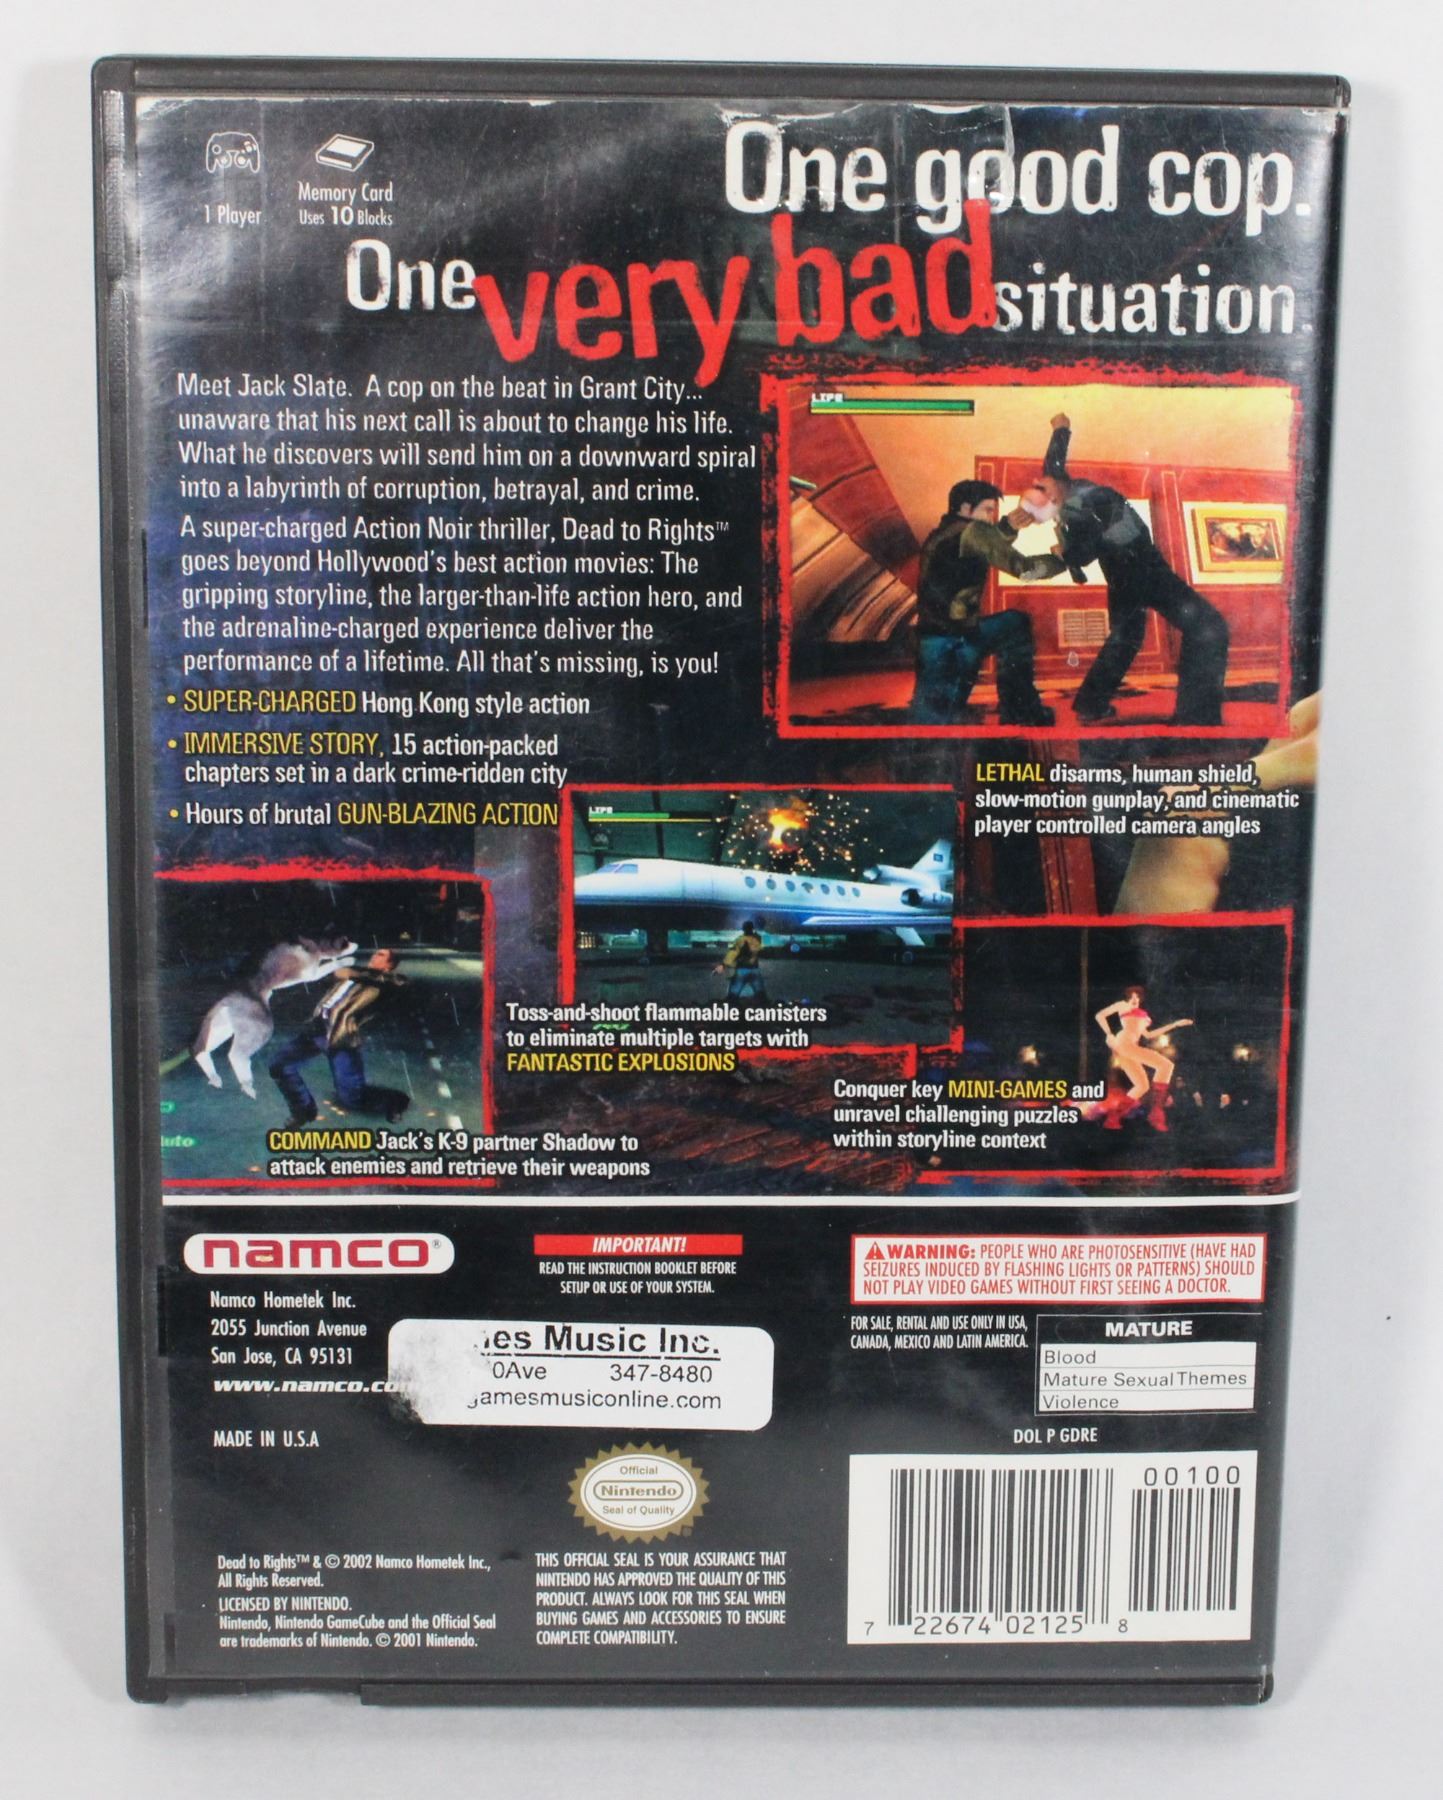 1 Player
Memory Card
Uses 10 Blocks
One good cop.
One very bad situation.
Meet Jack Slate. A cop on the beat in Grant City...
unaware that his next call is about to change his life.
What he discovers will send him on a downward spiral
into a labyrinth of corruption, betrayal, and crime.
A super-charged Action Noir thriller, Dead to Rights™
goes beyond Hollywood's best action movies: The
gripping storyline, the larger-than-life action hero, and
the adrenaline-charged experience deliver the
performance of a lifetime. All that's missing, is you!
• SUPER-CHARGED Hong Kong style action
• IMMERSIVE STORY, 15 action-packed
chapters set in a dark crime-ridden city
• Hours of brutal GUN-BLAZING ACTION
LIFE
LETHAL disarms, human shield,
slow-motion gunplay, and cinematic
player controlled camera angles
LIFE
Toss-and-shoot flammable canisters
to eliminate multiple targets with
FANTASTIC EXPLOSIONS
Conquer key MINI-GAMES and
unravel challenging puzzles
within storyline context
COMMAND Jack's K-9 partner Shadow to
attack enemies and retrieve their weapons
namco®
Namco Hometek Inc.
2055 Junction Avenue
San Jose, CA 95131
www.namco.co
MADE IN U.S.A
IMPORTANT!
READ THE INSTRUCTION BOOKLET BEFORE
SETUP OR USE OF YOUR SYSTEM.
es Music Inc.
0Ave 347-8480
gamesmusiconline.com
WARNING: PEOPLE WHO ARE PHOTOSENSITIVE (HAVE HAD
SEIZURES INDUCED BY FLASHING LIGHTS OR PATTERNS) SHOULD
NOT PLAY VIDEO GAMES WITHOUT FIRST SEEING A DOCTOR.
FOR SALE, RENTAL AND USE ONLY IN USA,
CANADA, MEXICO AND LATIN AMERICA.
MATURE
Blood
Mature Sexual Themes
Violence
DOL P GDRE
Official
Nintendo
Seal of Quality
THIS OFFICIAL SEAL IS YOUR ASSURANCE THAT
NINTENDO HAS APPROVED THE QUALITY OF THIS
PRODUCT. ALWAYS LOOK FOR THIS SEAL WHEN
BUYING GAMES AND ACCESSORIES TO ENSURE
COMPLETE COMPATIBILITY.
Dead to Rights™ & © 2002 Namco Hometek Inc.,
All Rights Reserved.
LICENSED BY NINTENDO.
Nintendo, Nintendo GameCube and the Official Seal
are trademarks of Nintendo. © 2001 Nintendo.
00100
7 22674 02125 8